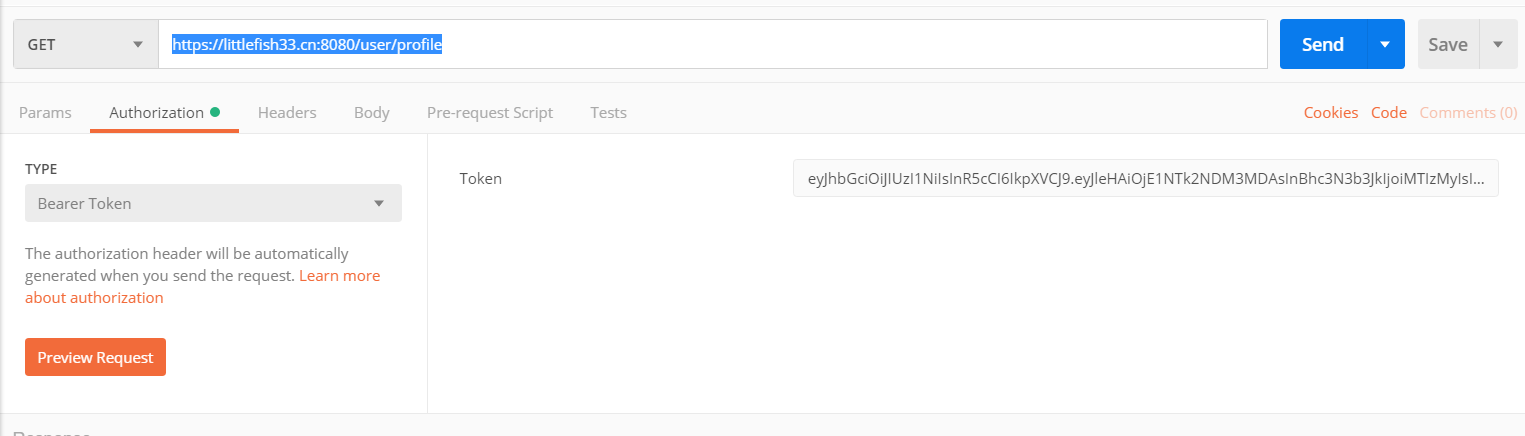 GET
https://littlefish33.cn:8080/user/profile
Send
Save
Params
Authorization
Headers
Body
Pre-request Script
Tests
Cookies
Code
Comments (0)
TYPE
Bearer Token
The authorization header will be automatically
generated when you send the request. Learn more
about authorization
Preview Request
Token
eyJhbGciOiJIUzI1NiIsInR5cCI6IkpXVCJ9.eyJleHAiOjE1NTk2NDM3MDAsInBhc3N3b3JkIjoiMTIzMyIsI...
Response